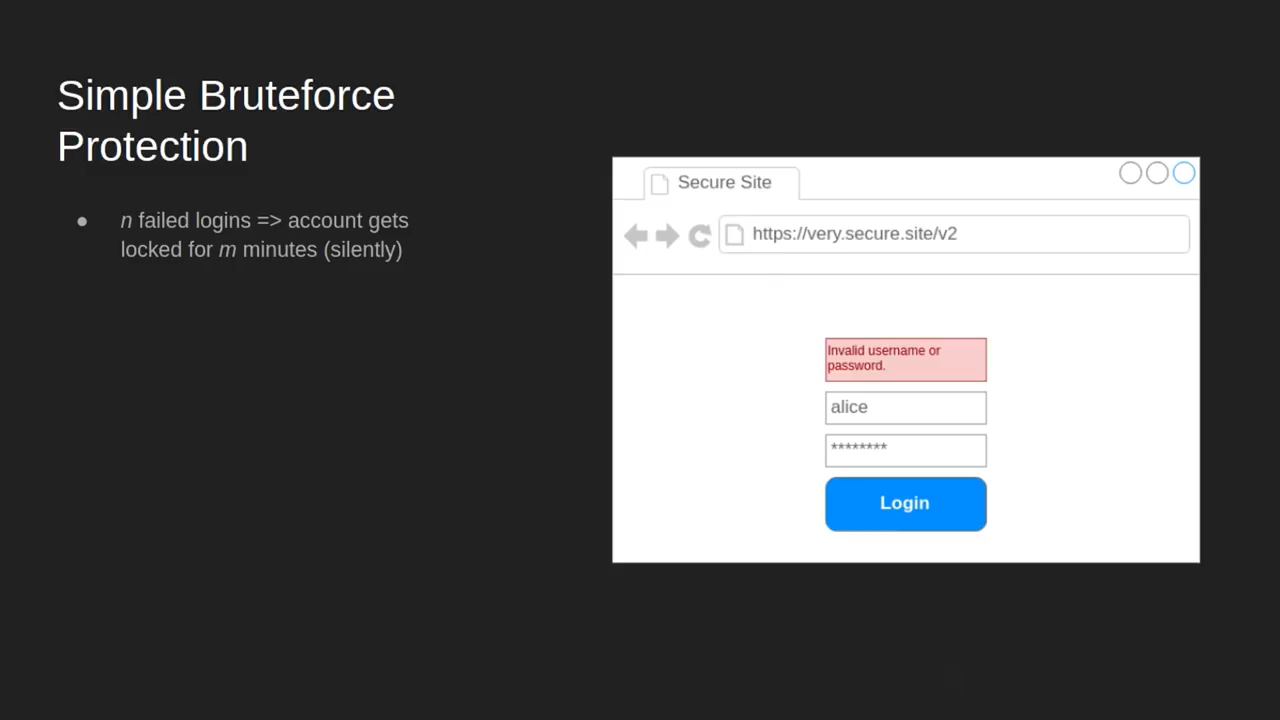 Simple Bruteforce
Protection
● n failed logins => account gets
locked for m minutes (silently)
Secure Site
https://very.secure.site/v2
Invalid username or
password.
alice
********
Login